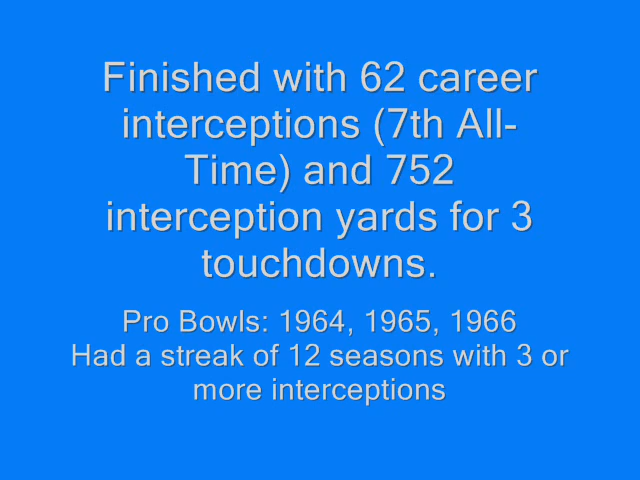 Finished with 62 career
interceptions (7th All-
Time) and 752
interception yards for 3
touchdowns.
Pro Bowls: 1964, 1965, 1966
Had a streak of 12 seasons with 3 or
more interceptions